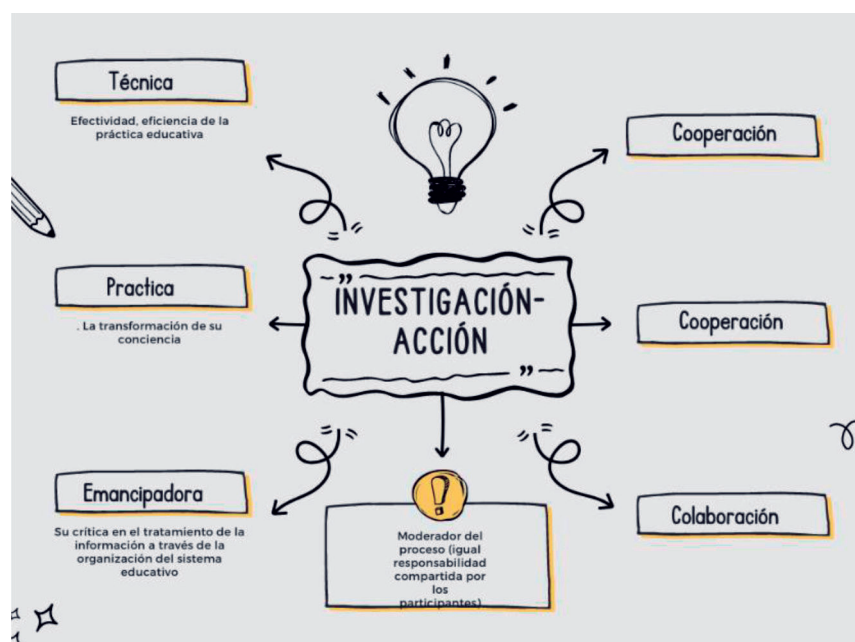 Técnica
Efectividad, eficiencia de la
práctica educativa
Cooperación
Practica
. La transformación de su
conciencia
INVESTIGACIÓN-
ACCIÓN
Cooperación
Emancipadora
Su crítica en el tratamiento de la
información a través de la
organización del sistema
educativo
Moderador del
proceso (igual
responsabilidad
compartida por
los
participantes)
Colaboración